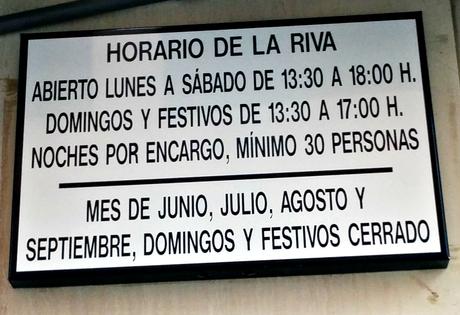 HORARIO DE LA RIVA
ABIERTO LUNES A SÁBADO DE 13:30 A 18:00 H.
DOMINGOS Y FESTIVOS DE 13:30 A 17:00 H.
NOCHES POR ENCARGO, MÍNIMO 30 PERSONAS
MES DE JUNIO, JULIO, AGOSTO Y
SEPTIEMBRE, DOMINGOS Y FESTIVOS CERRADO